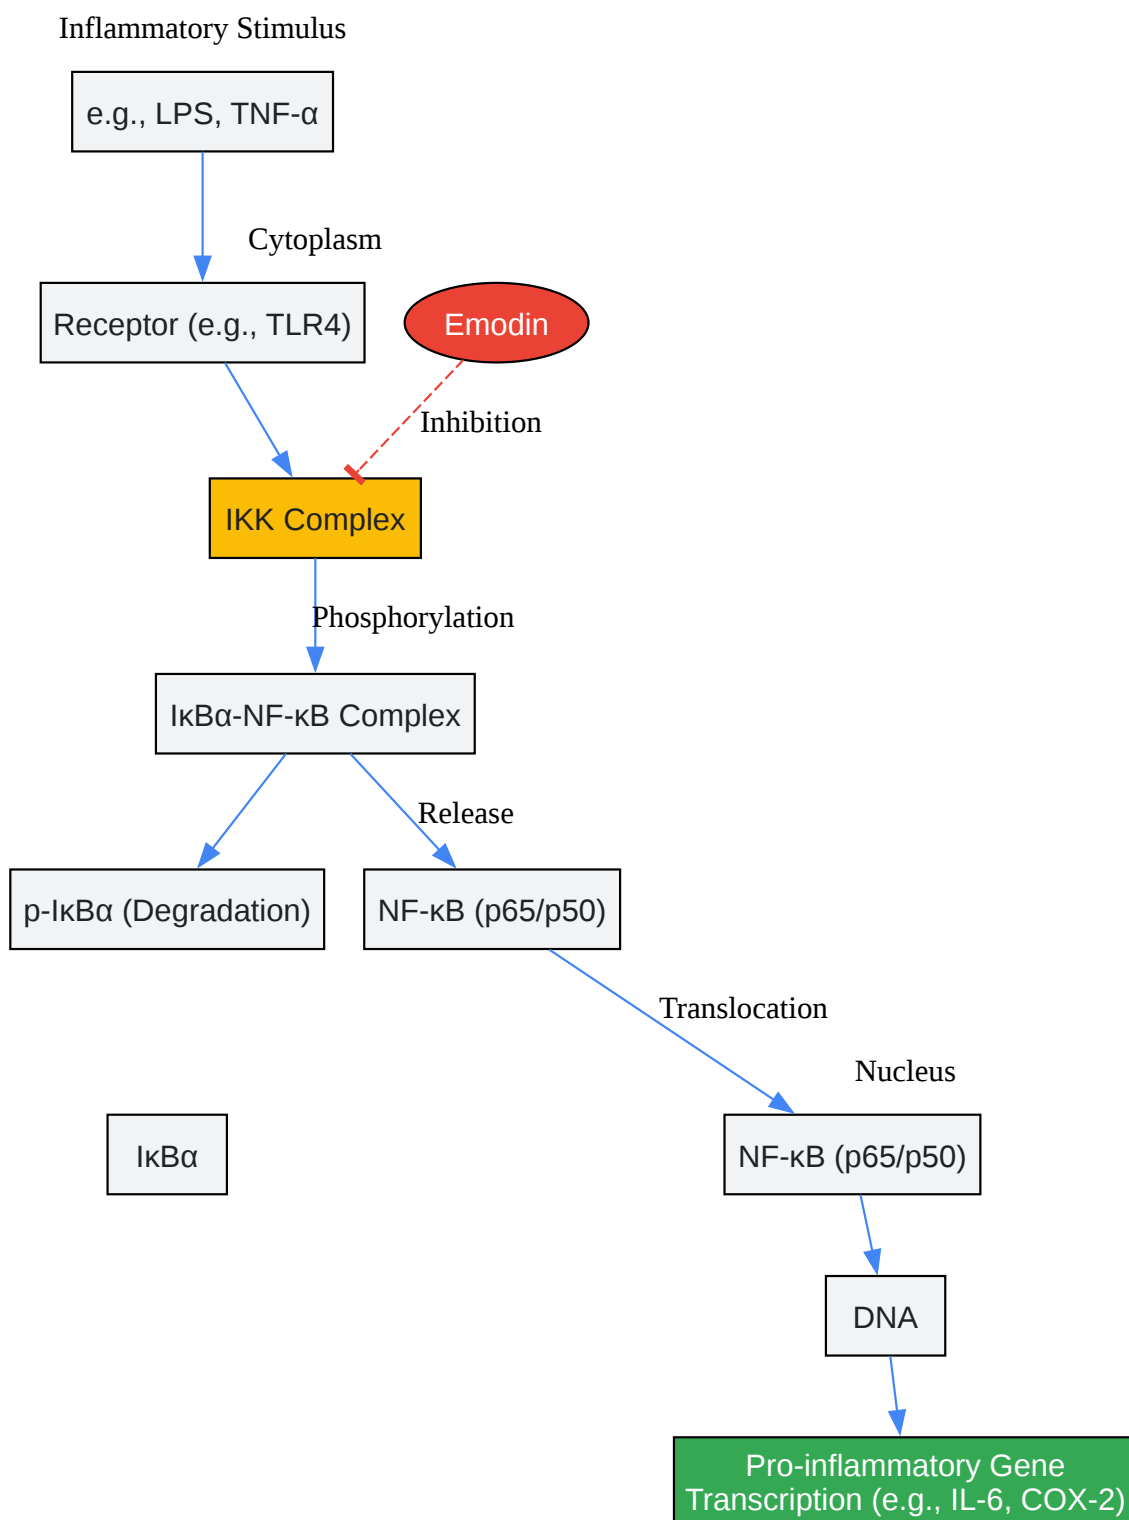 Inflammatory Stimulus
e.g., LPS, TNF-α
Cytoplasm
Receptor (e.g., TLR4)
Emodin
Inhibition
IKK Complex
Phosphorylation
IκBα-NF-κB Complex
Release
p-IκBα (Degradation)
NF-κB (p65/p50)
Translocation
Nucleus
IκBα
NF-κB (p65/p50)
DNA
Pro-inflammatory Gene
Transcription (e.g., IL-6, COX-2)